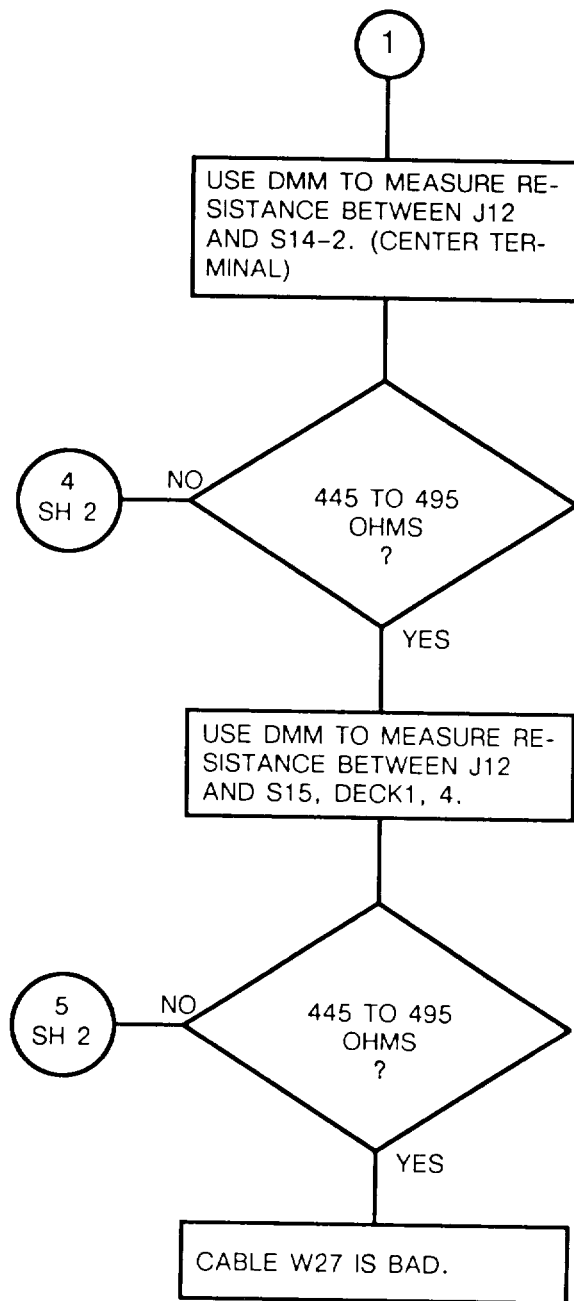 1
USE DMM TO MEASURE RE-
SISTANCE BETWEEN J12
AND S14-2. (CENTER TER-
MINAL)
4
SH 2
NO
445 TO 495
OHMS
?
YES
USE DMM TO MEASURE RE-
SISTANCE BETWEEN J12
AND S15, DECK1, 4.
5
SH 2
NO
445 TO 495
OHMS
?
YES
CABLE W27 IS BAD.